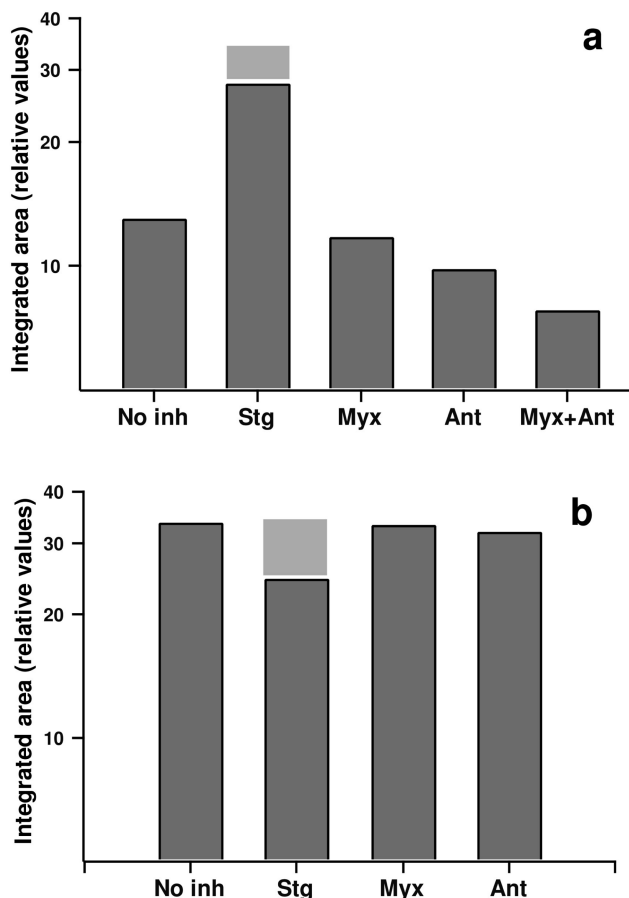 a
Integrated area (relative values)
40
30
20
10
No inh Stg Myx Ant Myx+Ant
b
Integrated area (relative values)
40
30
20
10
No inh Stg Myx Ant